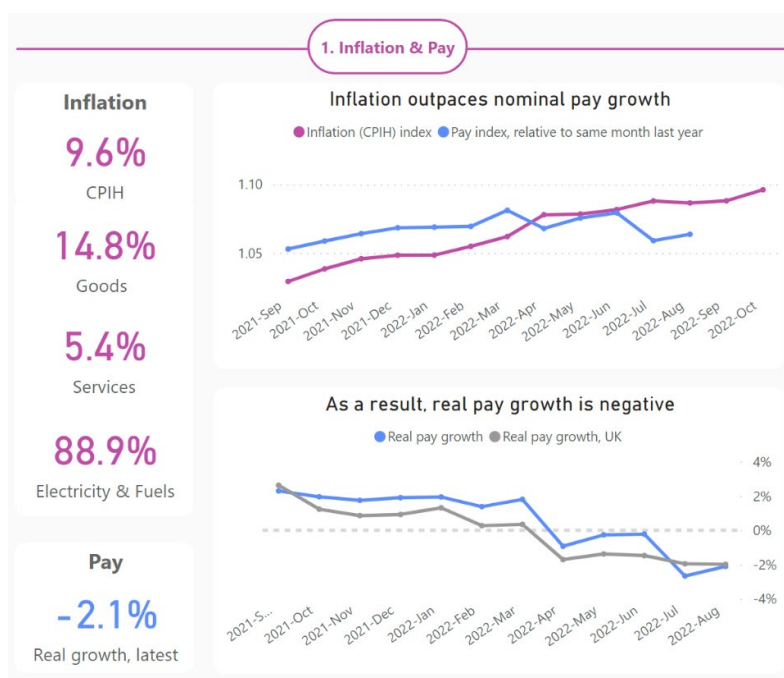 1. Inflation & Pay
Inflation
9.6%
CPIH
14.8%
Goods
5.4%
Services
88.9%
Electricity & Fuels
Pay
-2.1%
Real growth, latest
Inflation outpaces nominal pay growth
Inflation (CPIH) index Pay index, relative to same month last year
1.10
1.05
2021-Sep 2021-Oct 2021-Nov 2021-Dec 2022-Jan 2022-Feb 2022-Mar 2022-Apr 2022-May 2022-Jun 2022-Jul 2022-Aug 2022-Sep 2022-Oct
As a result, real pay growth is negative
Real pay growth Real pay growth, UK
4%
2%
0%
-2%
-4%
2021-S... 2021-Oct 2021-Nov 2021-Dec 2022-Jan 2022-Feb 2022-Mar 2022-Apr 2022-May 2022-Jun 2022-Jul 2022-Aug